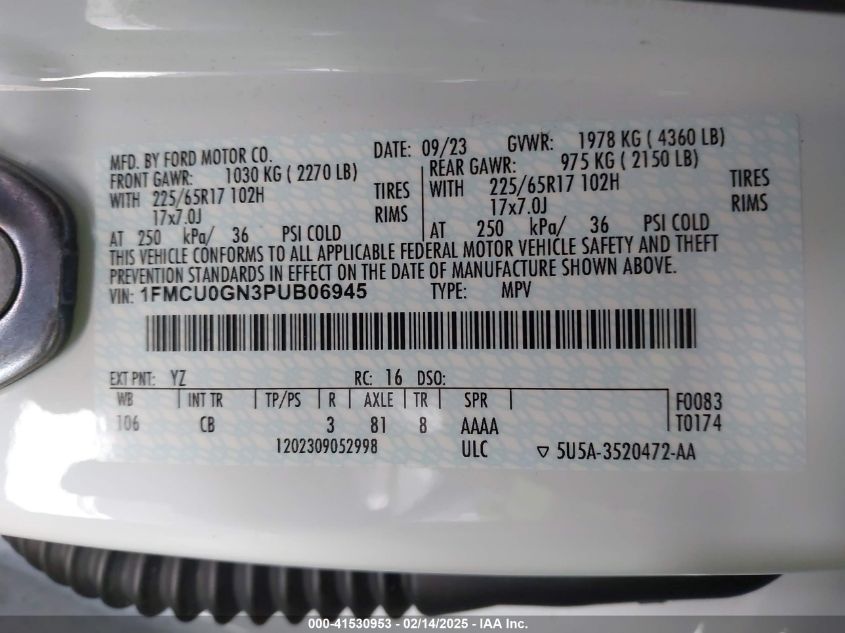 MFD. BY FORD MOTOR CO. DATE: 09/23 GVWR: 1978 KG ( 4360 LB)
FRONT GAWR: 1030 KG ( 2270 LB) REAR GAWR: 975 KG ( 2150 LB)
WITH 225/65R17 102H TIRES WITH 225/65R17 102H TIRES
17x7.0J RIMS 17x7.0J RIMS
AT 250 kPa/ 36 PSI COLD AT 250 kPa/ 36 PSI COLD
THIS VEHICLE CONFORMS TO ALL APPLICABLE FEDERAL MOTOR VEHICLE SAFETY AND THEFT
PREVENTION STANDARDS IN EFFECT ON THE DATE OF MANUFACTURE SHOWN ABOVE.
VIN: 1FMCU0GN3PUB06945 TYPE: MPV
EXT PNT: YZ RC: 16 DSO:
WB INT TR TP/PS R AXLE TR SPR F0083
106 CB 3 81 8 AAAA T0174
1202309052998 ULC ▽ 5U5A-3520472-AA
000-41530953 – 02/14/2025 – IAA Inc.